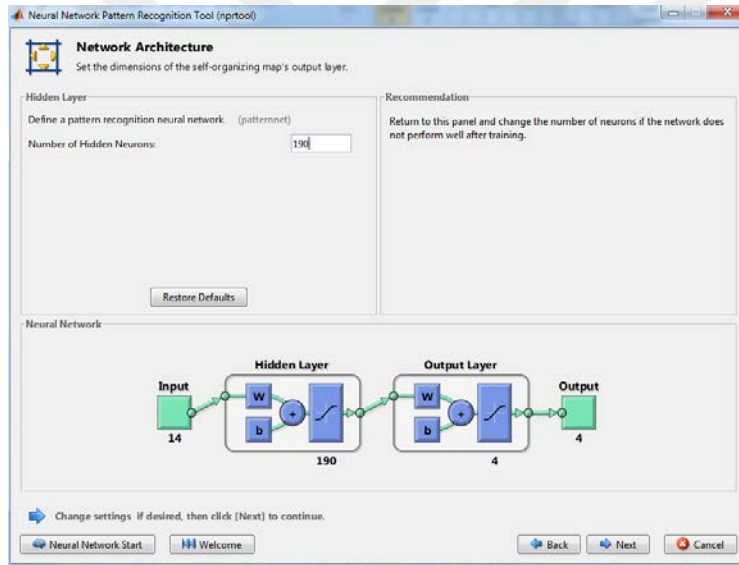 Neural Network Pattern Recognition Tool (nprtool)
Network Architecture
Set the dimensions of the self-organizing map's output layer.
Hidden Layer
Define a pattern recognition neural network. (patternnet)
Number of Hidden Neurons: 190
Restore Defaults
Recommendation
Return to this panel and change the number of neurons if the network does
not perform well after training.
Neural Network
Hidden Layer Output Layer
Input Output
W W
+ +
b b
14 4
190 4
Change settings if desired, then click [Next] to continue.
Neural Network Start Welcome Back Next Cancel